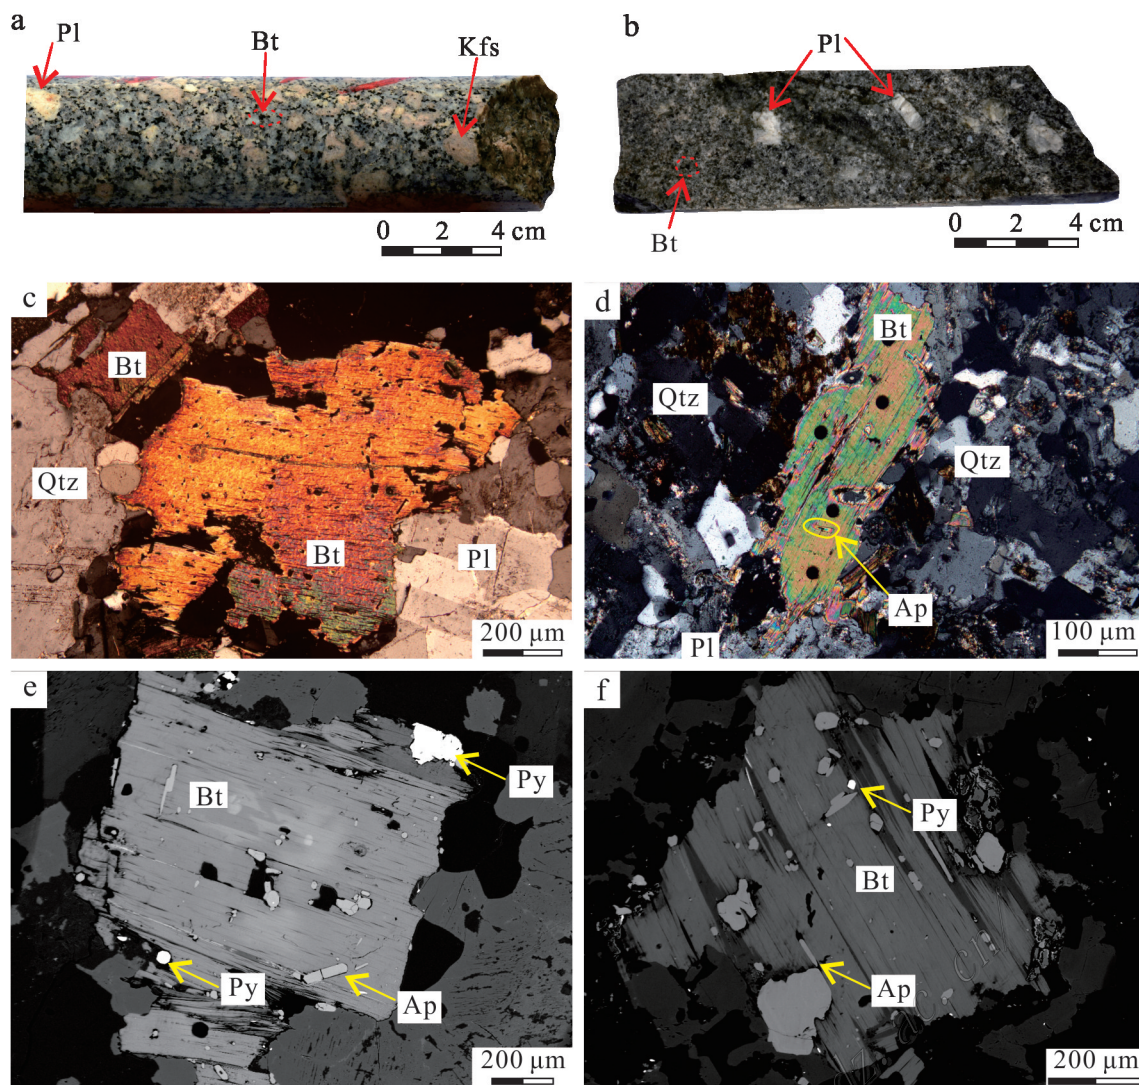 a
Pl
Bt
Kfs
0 2 4 cm
b
Pl
Bt
0 2 4 cm
c
Bt
Qtz
Bt
Pl
200 μm
d
Bt
Qtz
Qtz
Ap
Pl
100 μm
e
Bt
Py
Py
Ap
200 μm
f
Py
Bt
Ap
200 μm